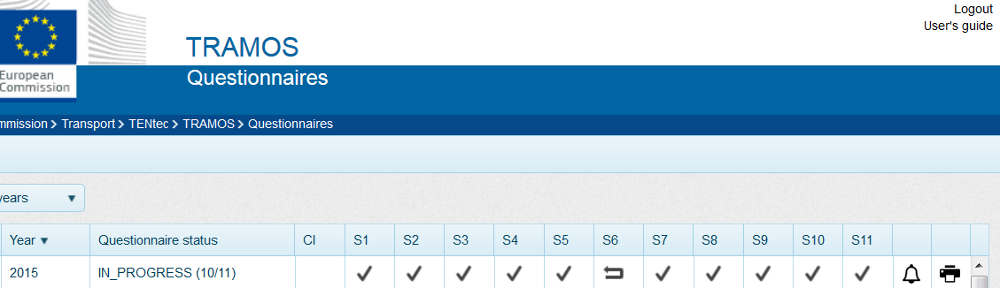 Logout
User's guide
TRAMOS
Questionnaires
European
Commission
mmission > Transport > TENtec > TRAMOS > Questionnaires
years
Year Questionnaire status CI S1 S2 S3 S4 S5 S6 S7 S8 S9 S10 S11
2015 IN_PROGRESS (10/11)